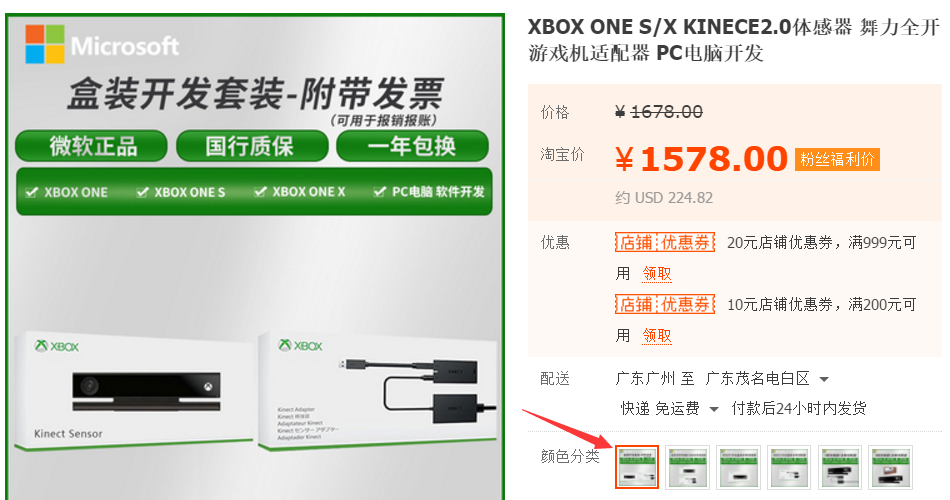 Microsoft
盒装开发套装-附带发票
(可用于报销报账)
微软正品
国行质保
一年包换
XBOX ONE
XBOX ONE S
XBOX ONE X
PC电脑 软件开发
XBOX
Kinect Sensor
XBOX
KINECT
KINECT
Kinect Adapter
Adaptateur Kinect
Kinect センサー アダプター
Adaptador Kinect
XBOX ONE S/X KINECE2.0体感器 舞力全开
游戏机适配器 PC电脑开发
价格 ¥ 1678.00
淘宝价 ¥ 1578.00 粉丝福利价
约 USD 224.82
优惠 店铺 优惠券 20元店铺优惠券，满999元可
用 领取
店铺 优惠券 10元店铺优惠券，满200元可
用 领取
配送 广东广州 至 广东茂名电白区
快递 免运费 付款后24小时内发货
颜色分类